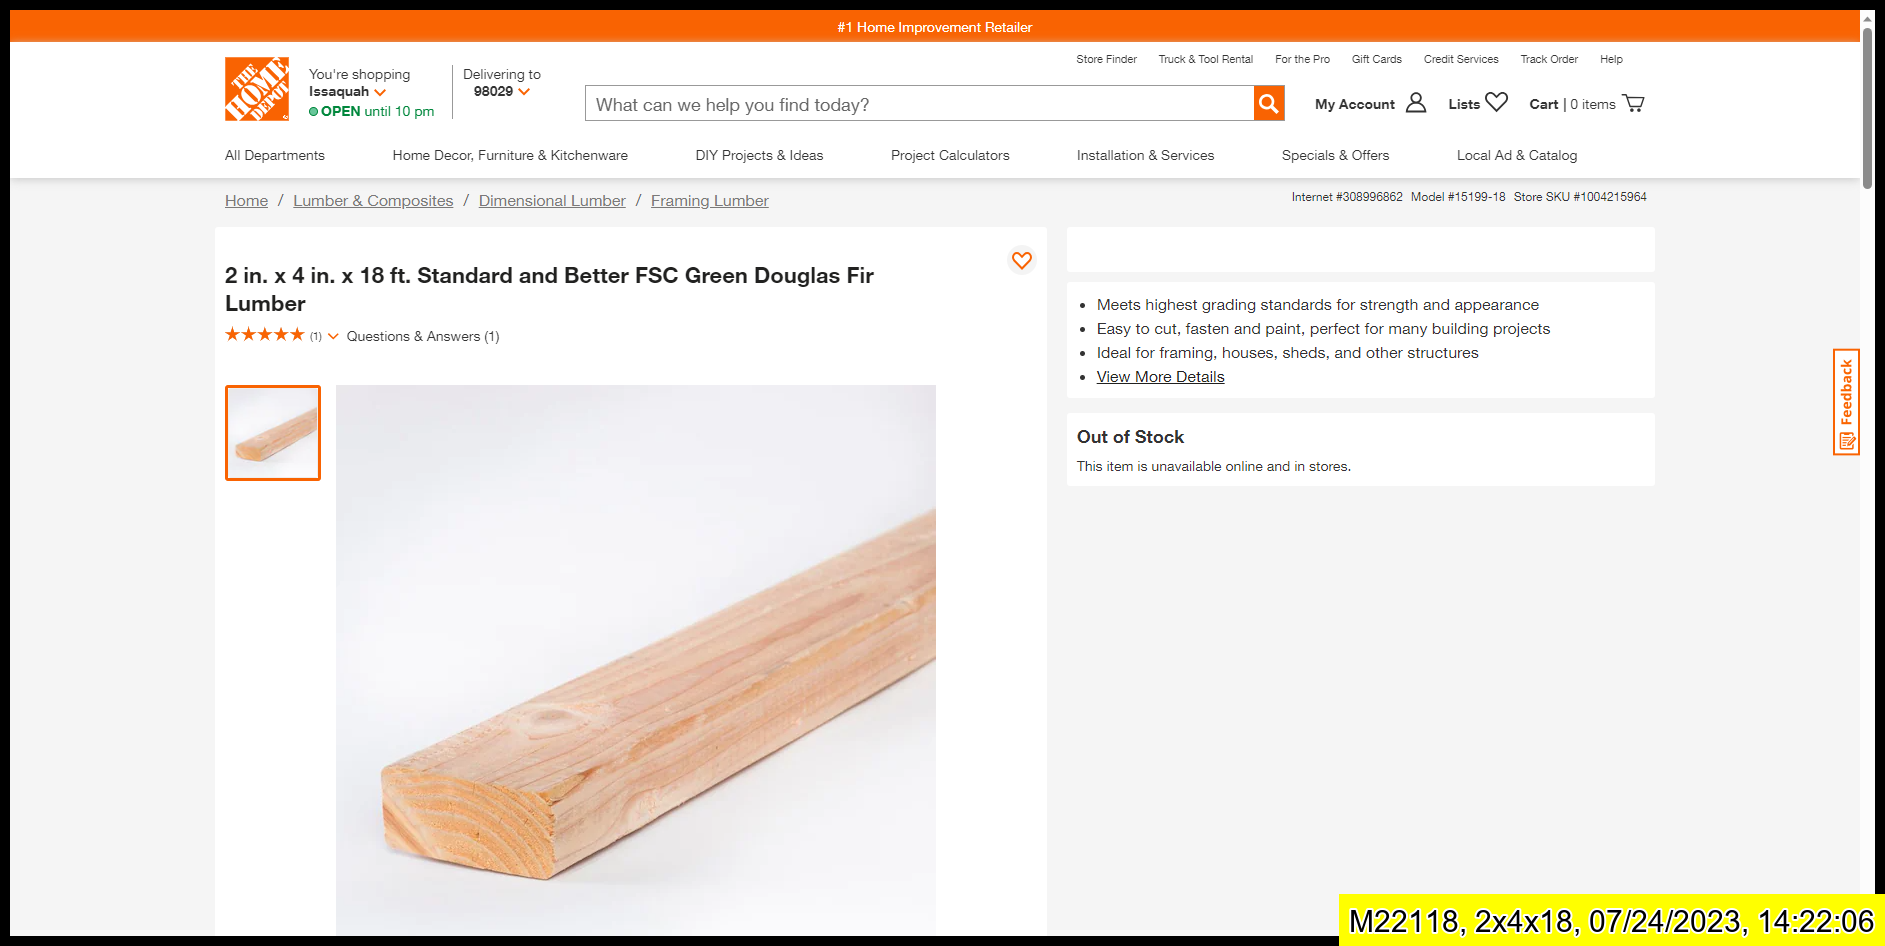 #1 Home Improvement Retailer
Store Finder Truck & Tool Rental For the Pro Gift Cards Credit Services Track Order Help
THE HOME DEPOT
You're shopping
Issaquah
OPEN until 10 pm
Delivering to
98029
What can we help you find today?
My Account Lists Cart | 0 items
All Departments Home Decor, Furniture & Kitchenware DIY Projects & Ideas Project Calculators Installation & Services Specials & Offers Local Ad & Catalog
Home / Lumber & Composites / Dimensional Lumber / Framing Lumber
Internet #308996862 Model #15199-18 Store SKU #1004215964
2 in. x 4 in. x 18 ft. Standard and Better FSC Green Douglas Fir
Lumber
(1) Questions & Answers (1)
• Meets highest grading standards for strength and appearance
• Easy to cut, fasten and paint, perfect for many building projects
• Ideal for framing, houses, sheds, and other structures
• View More Details
Out of Stock
This item is unavailable online and in stores.
Feedback
M22118, 2x4x18, 07/24/2023, 14:22:06